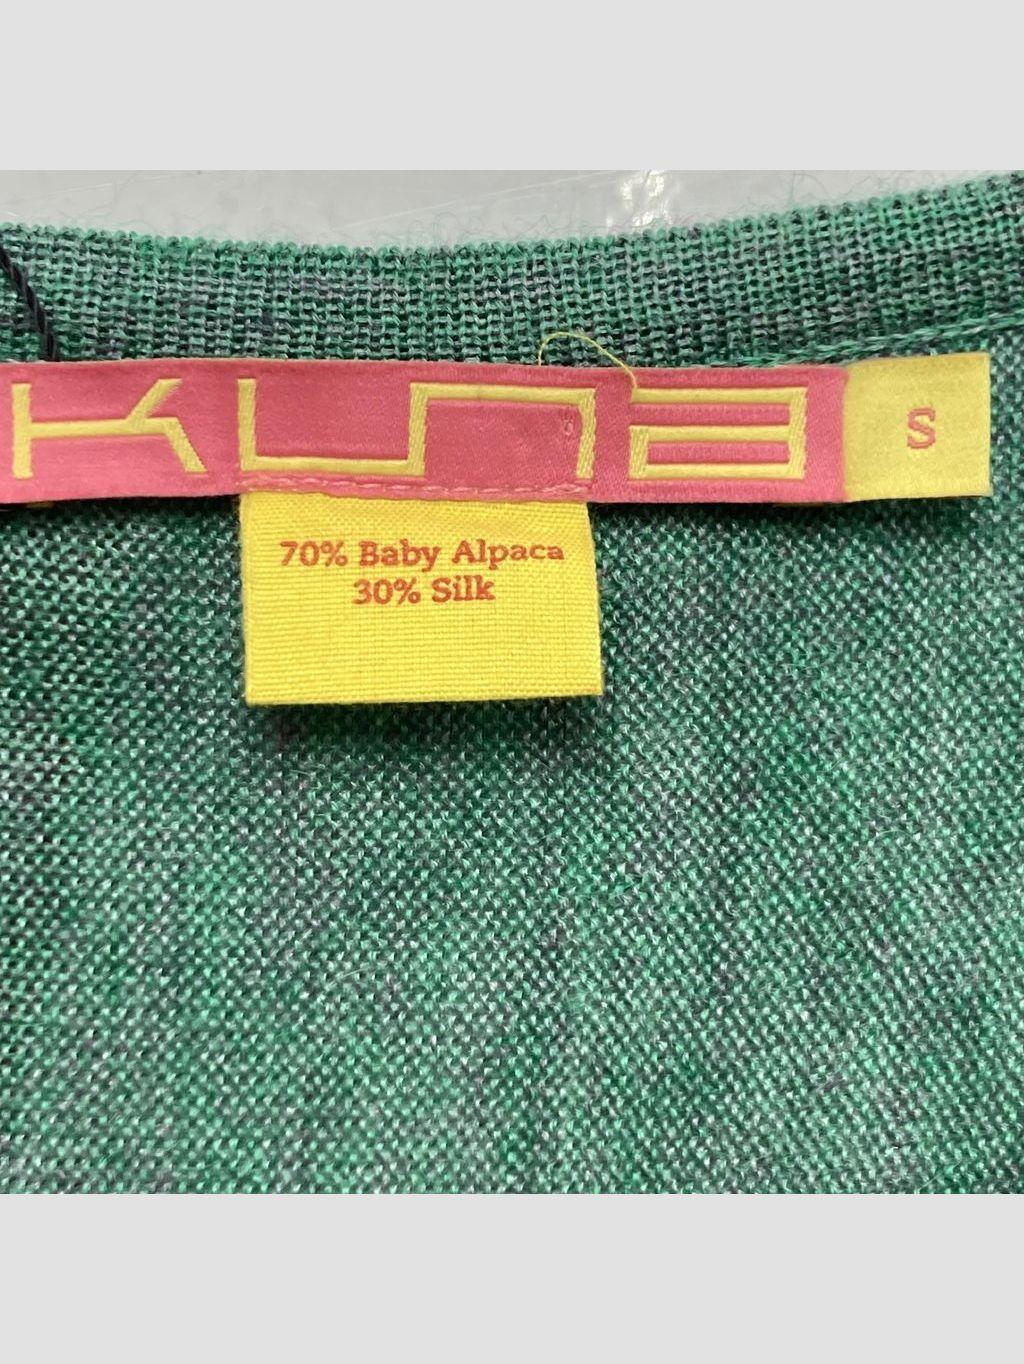 KUNA
S
70% Baby Alpaca
30% Silk